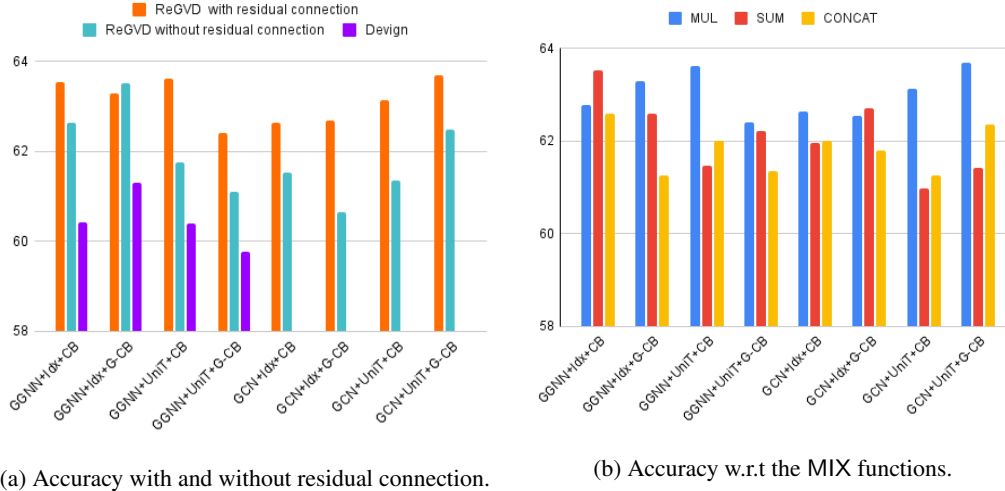 ReGVD with residual connection
ReGVD without residual connection
Devign
64
62
60
58
GGNN+Idx+CB
GGNN+Idx+G-CB
GGNN+UniT+CB
GGNN+UniT+G-CB
GCN+Idx+CB
GCN+Idx+G-CB
GCN+UniT+CB
GCN+UniT+G-CB
(a) Accuracy with and without residual connection.
MUL
SUM
CONCAT
64
62
60
58
GGNN+Idx+CB
GGNN+Idx+G-CB
GGNN+UniT+CB
GGNN+UniT+G-CB
GCN+Idx+CB
GCN+Idx+G-CB
GCN+UniT+CB
GCN+UniT+G-CB
(b) Accuracy w.r.t the MIX functions.